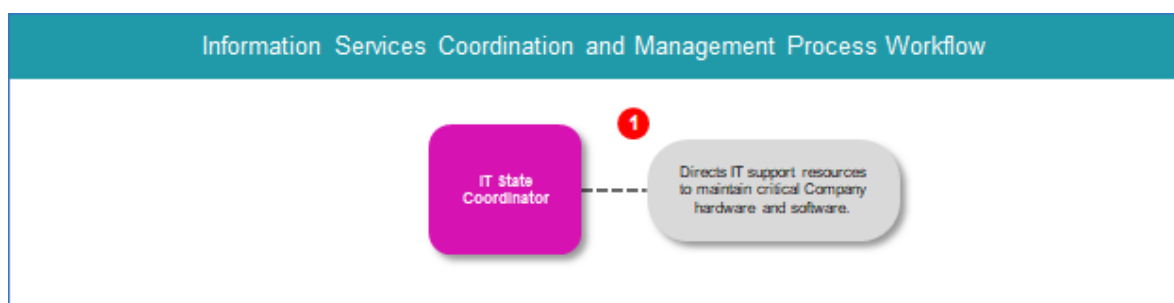 Information Services Coordination and Management Process Workflow
1
IT State
Coordinator
Directs IT support resources
to maintain critical Company
hardware and software.